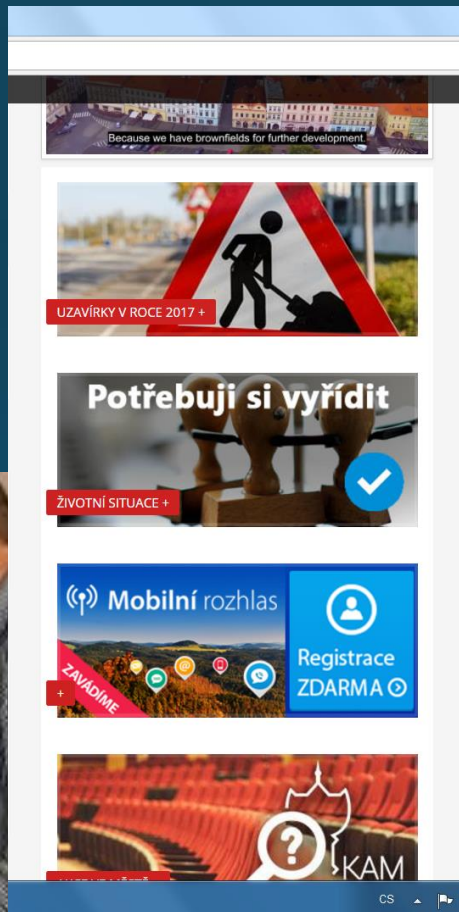 Because we have brownfields for further development.
UZAVÍRKY V ROCE 2017 +
Potřebuji si vyřídit
ŽIVOTNÍ SITUACE +
Mobilní rozhlas
Registrace
ZDARMA
ZAVÁDÍME
+
KAM
CS